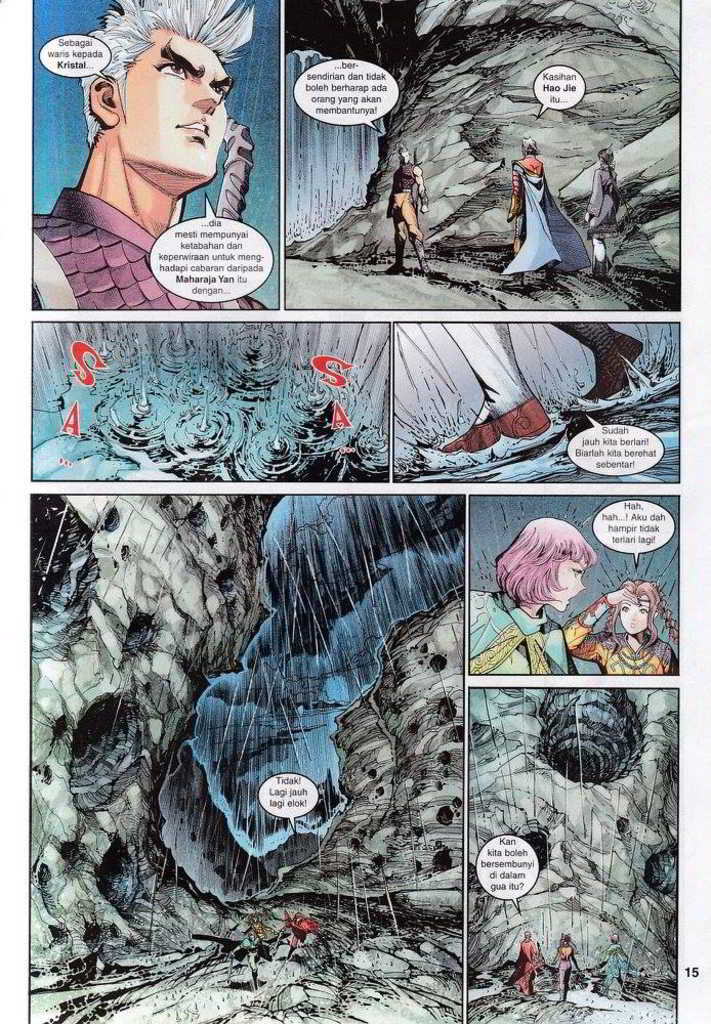 Sebagai
waris kepada
Kristal...
...dia
mesti mempunyai
ketabahan dan
keperwiraan untuk meng-
hadapi cabaran daripada
Maharaja Yan itu
dengan...
...ber-
sendirian dan tidak
boleh berharap ada
orang yang akan
membantunya!
Kasihan
Hao Jie
itu...
SA...
SA...
Sudah
jauh kita berlari!
Biarlah kita berehat
sebentar!
Tidak!
Lagi jauh
lagi elok!
Hah,
hah...! Aku dah
hampir tidak
terlari lagi!
Kan
kita boleh
bersembunyi
di dalam
gua itu?
15